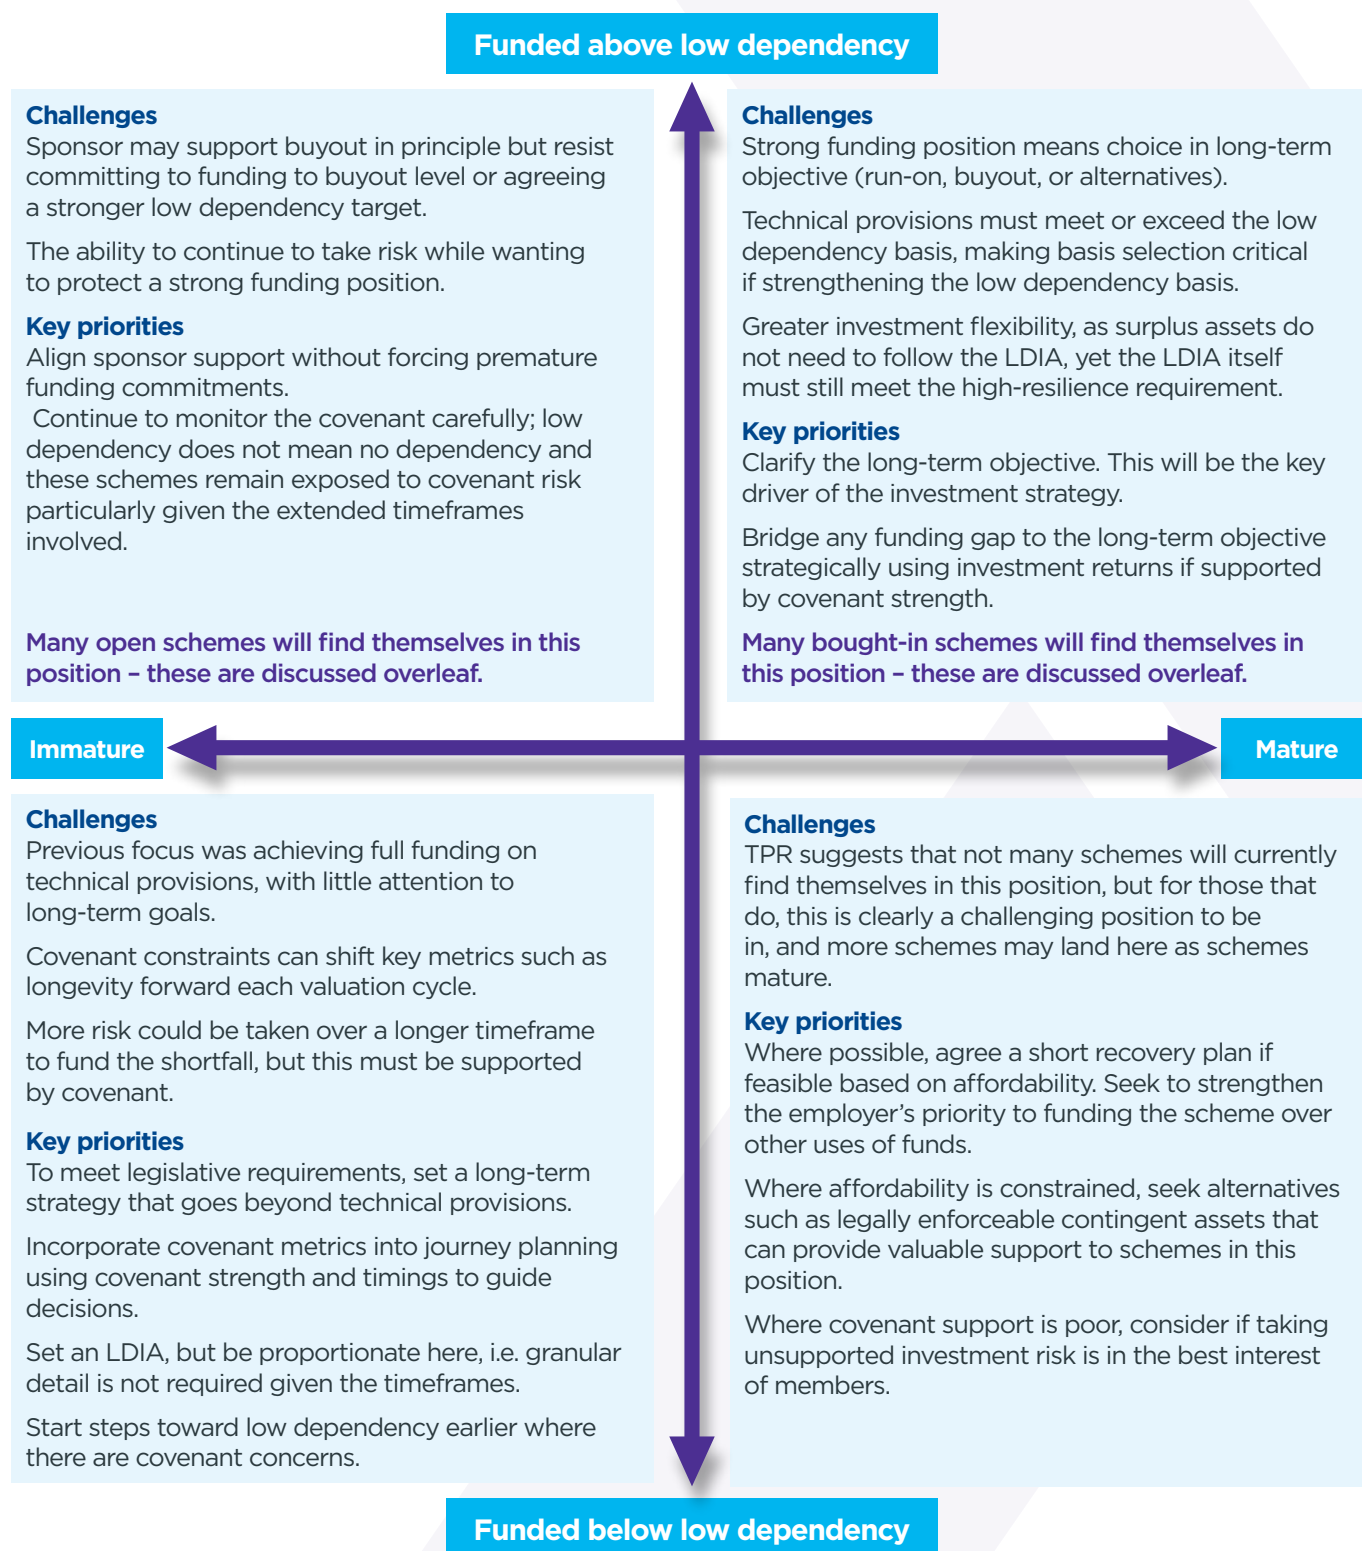 Funded above low dependency
Challenges
Sponsor may support buyout in principle but resist
committing to funding to buyout level or agreeing
a stronger low dependency target.
The ability to continue to take risk while wanting
to protect a strong funding position.
Key priorities
Align sponsor support without forcing premature
funding commitments.
Continue to monitor the covenant carefully; low
dependency does not mean no dependency and
these schemes remain exposed to covenant risk
particularly given the extended timeframes
involved.
Many open schemes will find themselves in this
position – these are discussed overleaf.
Challenges
Strong funding position means choice in long-term
objective (run-on, buyout, or alternatives).
Technical provisions must meet or exceed the low
dependency basis, making basis selection critical
if strengthening the low dependency basis.
Greater investment flexibility, as surplus assets do
not need to follow the LDIA, yet the LDIA itself
must still meet the high-resilience requirement.
Key priorities
Clarify the long-term objective. This will be the key
driver of the investment strategy.
Bridge any funding gap to the long-term objective
strategically using investment returns if supported
by covenant strength.
Many bought-in schemes will find themselves in
this position – these are discussed overleaf.
Immature
Mature
Challenges
Previous focus was achieving full funding on
technical provisions, with little attention to
long-term goals.
Covenant constraints can shift key metrics such as
longevity forward each valuation cycle.
More risk could be taken over a longer timeframe
to fund the shortfall, but this must be supported
by covenant.
Key priorities
To meet legislative requirements, set a long-term
strategy that goes beyond technical provisions.
Incorporate covenant metrics into journey planning
using covenant strength and timings to guide
decisions.
Set an LDIA, but be proportionate here, i.e. granular
detail is not required given the timeframes.
Start steps toward low dependency earlier where
there are covenant concerns.
Challenges
TPR suggests that not many schemes will currently
find themselves in this position, but for those that
do, this is clearly a challenging position to be
in, and more schemes may land here as schemes
mature.
Key priorities
Where possible, agree a short recovery plan if
feasible based on affordability. Seek to strengthen
the employer’s priority to funding the scheme over
other uses of funds.
Where affordability is constrained, seek alternatives
such as legally enforceable contingent assets that
can provide valuable support to schemes in this
position.
Where covenant support is poor, consider if taking
unsupported investment risk is in the best interest
of members.
Funded below low dependency